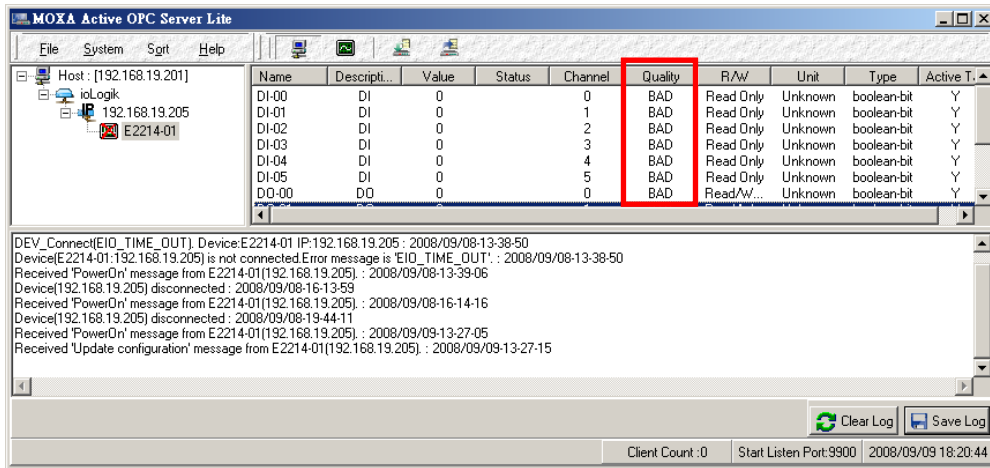 MOXA Active OPC Server Lite
File System Sort Help
Host : [192.168.19.201]
ioLogik
192.168.19.205
E2214-01
Name Descripti... Value Status Channel Quality R/W Unit Type Active T.
DI-00 DI 0 0 BAD Read Only Unknown boolean-bit Y
DI-01 DI 0 1 BAD Read Only Unknown boolean-bit Y
DI-02 DI 0 2 BAD Read Only Unknown boolean-bit Y
DI-03 DI 0 3 BAD Read Only Unknown boolean-bit Y
DI-04 DI 0 4 BAD Read Only Unknown boolean-bit Y
DI-05 DI 0 5 BAD Read Only Unknown boolean-bit Y
DO-00 DO 0 0 BAD Read/W... Unknown boolean-bit Y
DEV_Connect(EIO_TIME_OUT). Device:E2214-01 IP:192.168.19.205 : 2008/09/08-13-38-50
Device(E2214-01:192.168.19.205) is not connected.Error message is 'EIO_TIME_OUT'. : 2008/09/08-13-38-50
Received 'PowerOn' message from E2214-01(192.168.19.205). : 2008/09/08-13-39-06
Device(192.168.19.205) disconnected : 2008/09/08-16-13-59
Received 'PowerOn' message from E2214-01(192.168.19.205). : 2008/09/08-16-14-16
Device(192.168.19.205) disconnected : 2008/09/08-19-44-11
Received 'PowerOn' message from E2214-01(192.168.19.205). : 2008/09/09-13-27-05
Received 'Update configuration' message from E2214-01(192.168.19.205). : 2008/09/09-13-27-15
Clear Log Save Log
Client Count :0 Start Listen Port:9900 2008/09/09 18:20:44